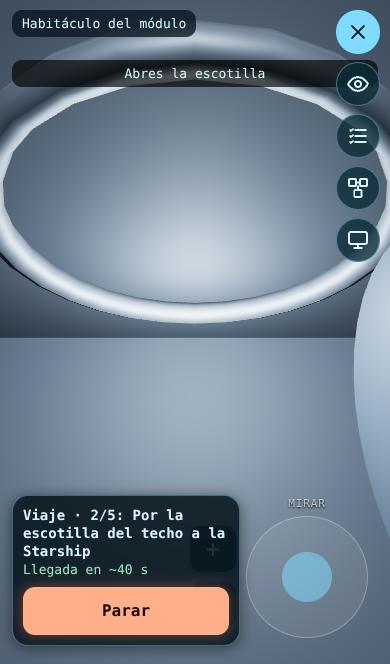 Habitáculo del módulo
Abres la escotilla
Viaje · 2/5: Por la
escotilla del techo a la
Starship
Llegada en ~40 s
Parar
MIRAR